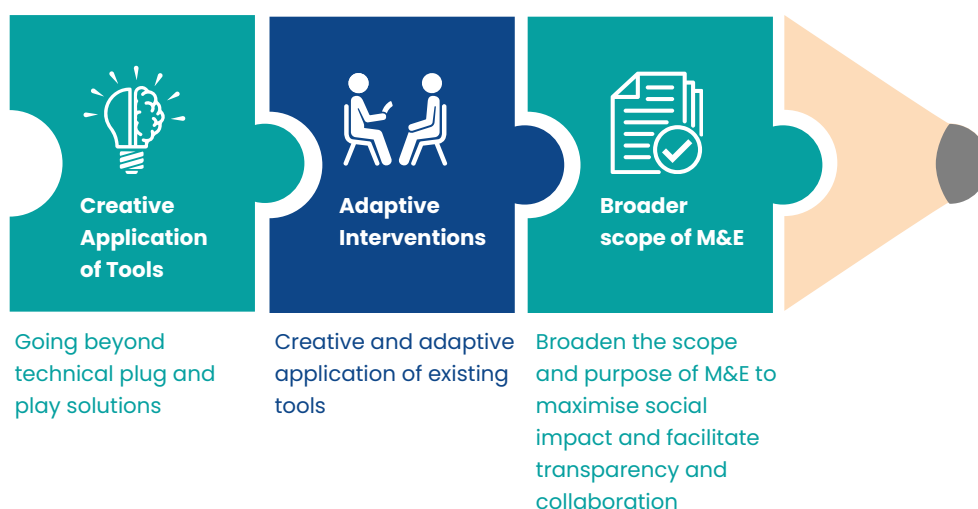 Creative
Application
of Tools
Going beyond
technical plug and
play solutions
Adaptive
Interventions
Creative and adaptive
application of existing
tools
Broader
scope of M&E
Broaden the scope
and purpose of M&E to
maximise social
impact and facilitate
transparency and
collaboration